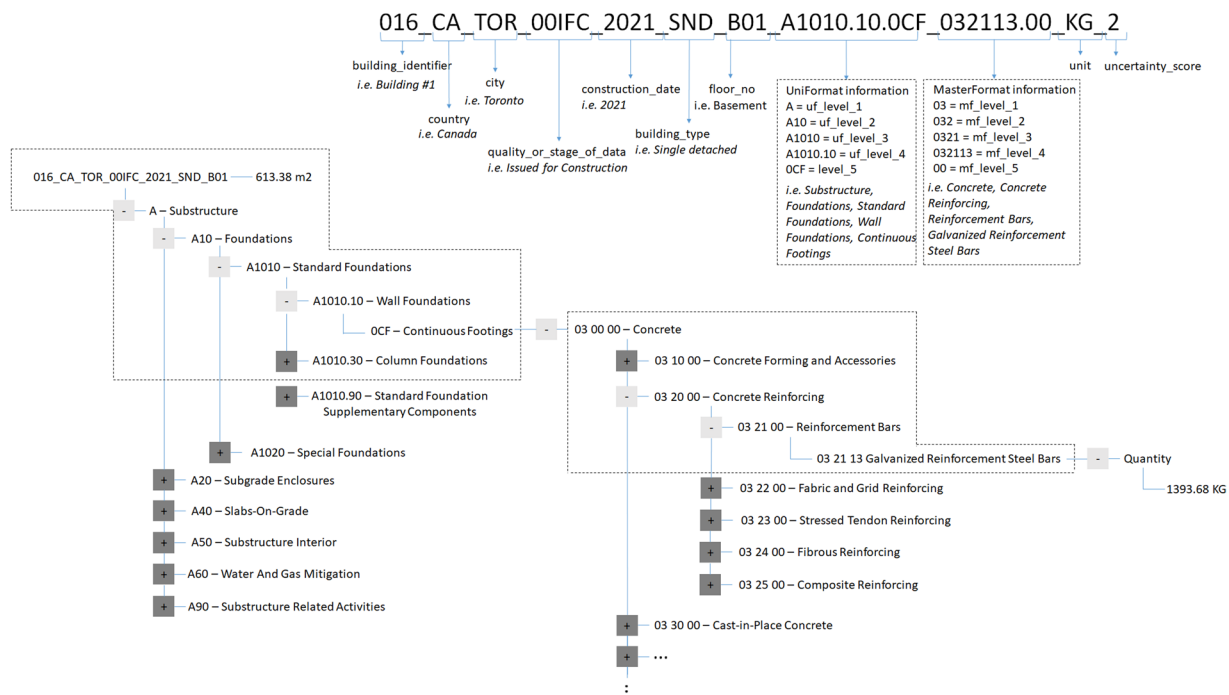 016_CA_TOR_00IFC_2021_SND_B01_A1010.10.0CF_032113.00_KG_2
building_identifier
i.e. Building #1
country
i.e. Canada
city
i.e. Toronto
quality_or_stage_of_data
i.e. Issued for Construction
construction_date
i.e. 2021
building_type
i.e. Single detached
floor_no
i.e. Basement
UniFormat information
A = uf_level_1
A10 = uf_level_2
A1010 = uf_level_3
A1010.10 = uf_level_4
0CF = level_5
i.e. Substructure,
Foundations, Standard
Foundations, Wall
Foundations, Continuous
Footings
MasterFormat information
03 = mf_level_1
032 = mf_level_2
0321 = mf_level_3
032113 = mf_level_4
00 = mf_level_5
i.e. Concrete, Concrete
Reinforcing,
Reinforcement Bars,
Galvanized Reinforcement
Steel Bars
unit
uncertainty_score
016_CA_TOR_00IFC_2021_SND_B01
613.38 m2
- A – Substructure
- A10 – Foundations
- A1010 – Standard Foundations
- A1010.10 – Wall Foundations
0CF – Continuous Footings
+ A1010.30 – Column Foundations
+ A1010.90 – Standard Foundation
Supplementary Components
+ A1020 – Special Foundations
+ A20 – Subgrade Enclosures
+ A40 – Slabs-On-Grade
+ A50 – Substructure Interior
+ A60 – Water And Gas Mitigation
+ A90 – Substructure Related Activities
- 03 00 00 – Concrete
+ 03 10 00 – Concrete Forming and Accessories
- 03 20 00 – Concrete Reinforcing
- 03 21 00 – Reinforcement Bars
03 21 13 Galvanized Reinforcement Steel Bars
- Quantity
1393.68 KG
+ 03 22 00 – Fabric and Grid Reinforcing
+ 03 23 00 – Stressed Tendon Reinforcing
+ 03 24 00 – Fibrous Reinforcing
+ 03 25 00 – Composite Reinforcing
+ 03 30 00 – Cast-in-Place Concrete
+ ...
: